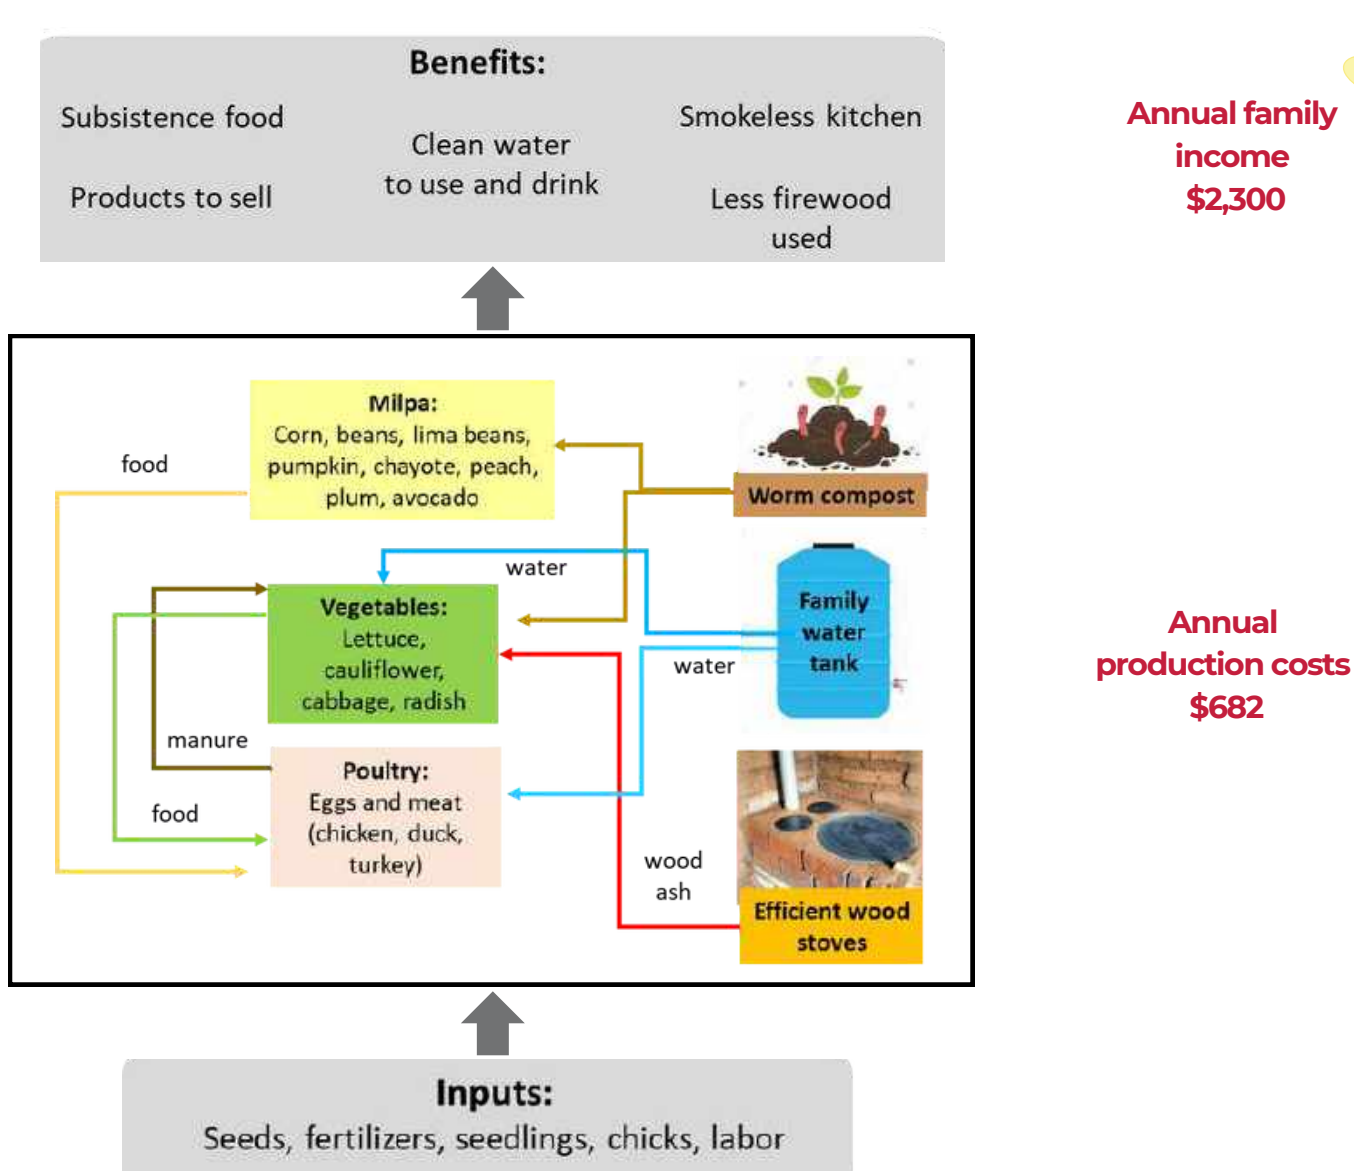 Benefits:
Subsistence food
Products to sell
Clean water
to use and drink
Smokeless kitchen
Less firewood
used
Annual family
income
$2,300
Milpa:
Corn, beans, lima beans,
pumpkin, chayote, peach,
plum, avocado
food
Worm compost
water
Vegetables:
Lettuce,
cauliflower,
cabbage, radish
Family
water
tank
water
manure
Poultry:
Eggs and meat
(chicken, duck,
turkey)
food
wood
ash
Efficient wood
stoves
Annual
production costs
$682
Inputs:
Seeds, fertilizers, seedlings, chicks, labor